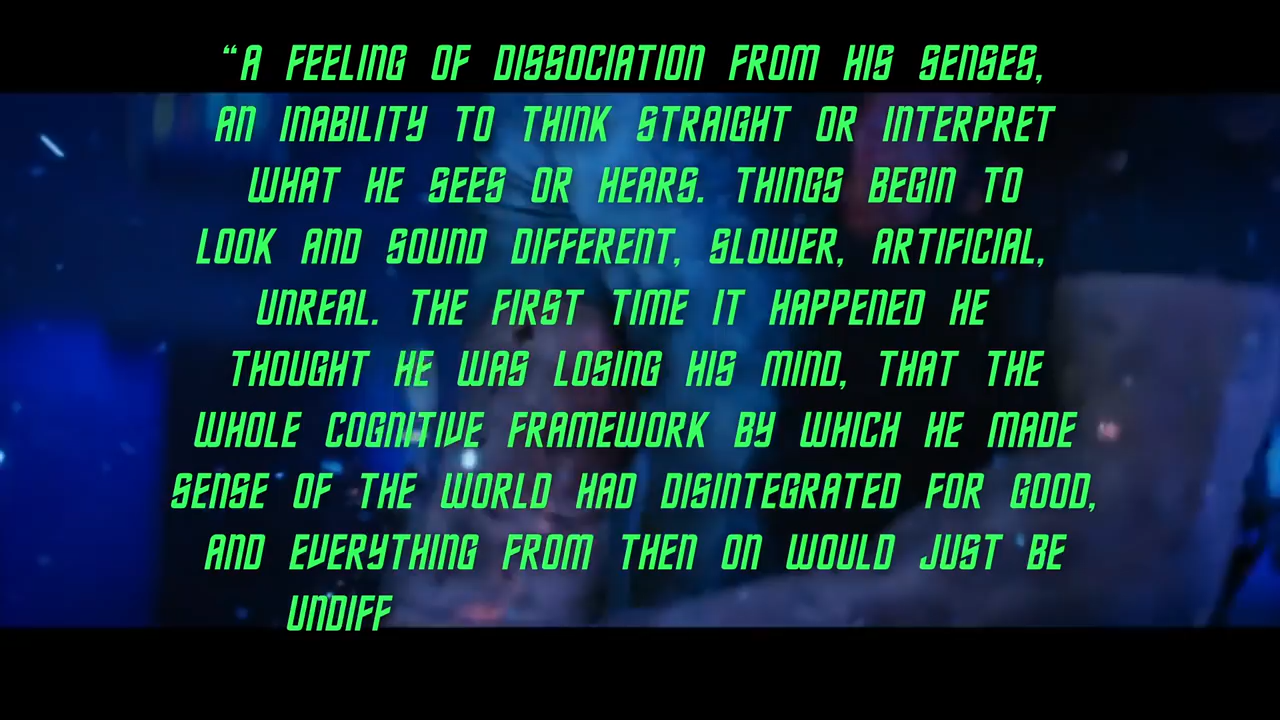 “A FEELING OF DISSOCIATION FROM HIS SENSES,
AN INABILITY TO THINK STRAIGHT OR INTERPRET
WHAT HE SEES OR HEARS. THINGS BEGIN TO
LOOK AND SOUND DIFFERENT, SLOWER, ARTIFICIAL,
UNREAL. THE FIRST TIME IT HAPPENED HE
THOUGHT HE WAS LOSING HIS MIND, THAT THE
WHOLE COGNITIVE FRAMEWORK BY WHICH HE MADE
SENSE OF THE WORLD HAD DISINTEGRATED FOR GOOD,
AND EVERYTHING FROM THEN ON WOULD JUST BE
UNDIFF